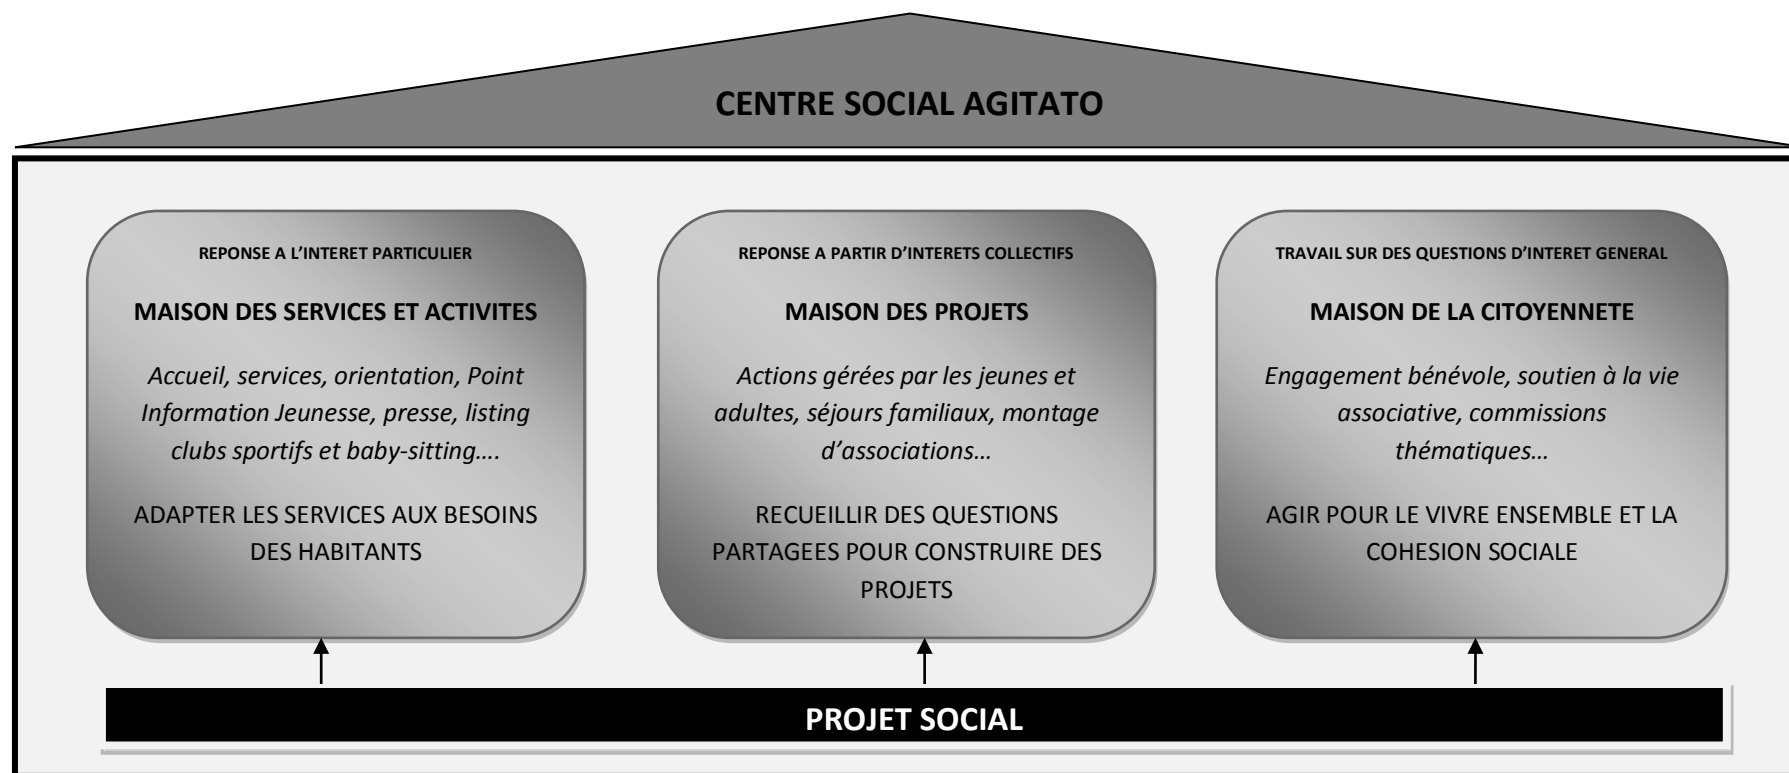 CENTRE SOCIAL AGITATO
REPONSE A L’INTERET PARTICULIER
MAISON DES SERVICES ET ACTIVITES
Accueil, services, orientation, Point
Information Jeunesse, presse, listing
clubs sportifs et baby-sitting….
ADAPTER LES SERVICES AUX BESOINS
DES HABITANTS
REPONSE A PARTIR D’INTERETS COLLECTIFS
MAISON DES PROJETS
Actions gérées par les jeunes et
adultes, séjours familiaux, montage
d’associations…
RECUEILLIR DES QUESTIONS
PARTAGEES POUR CONSTRUIRE DES
PROJETS
TRAVAIL SUR DES QUESTIONS D’INTERET GENERAL
MAISON DE LA CITOYENNETE
Engagement bénévole, soutien à la vie
associative, commissions
thématiques…
AGIR POUR LE VIVRE ENSEMBLE ET LA
COHESION SOCIALE
PROJET SOCIAL